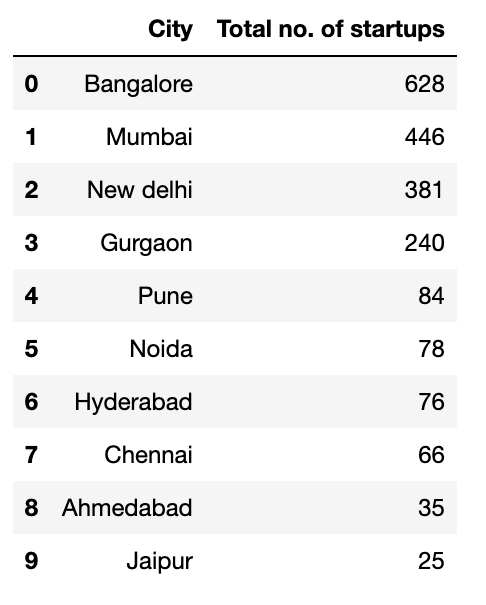 City Total no. of startups
0 Bangalore 628
1 Mumbai 446
2 New delhi 381
3 Gurgaon 240
4 Pune 84
5 Noida 78
6 Hyderabad 76
7 Chennai 66
8 Ahmedabad 35
9 Jaipur 25